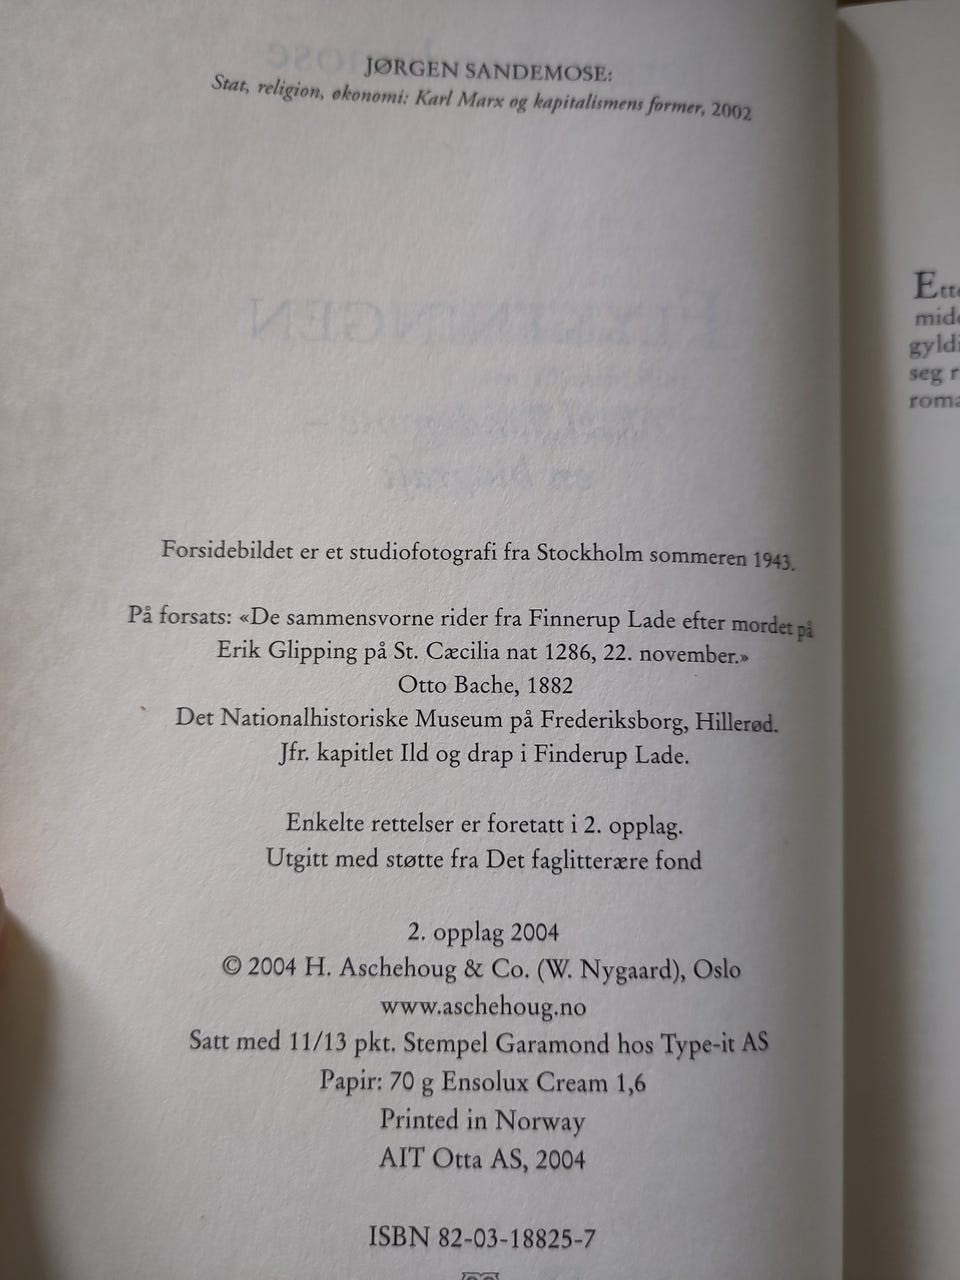 JØRGEN SANDEMOSE:
Stat, religion, økonomi: Karl Marx og kapitalismens former, 2002
Forsidebildet er et studiofotografi fra Stockholm sommeren 1943.
På forsats: «De sammensvorne rider fra Finnerup Lade efter mordet på
Erik Glipping på St. Cæcilia nat 1286, 22. november.»
Otto Bache, 1882
Det Nationalhistoriske Museum på Frederiksborg, Hillerød.
Jfr. kapitlet Ild og drap i Finderup Lade.
Enkelte rettelser er foretatt i 2. opplag.
Utgitt med støtte fra Det faglitterære fond
2. opplag 2004
© 2004 H. Aschehoug & Co. (W. Nygaard), Oslo
www.aschehoug.no
Satt med 11/13 pkt. Stempel Garamond hos Type-it AS
Papir: 70 g Ensolux Cream 1,6
Printed in Norway
AIT Otta AS, 2004
ISBN 82-03-18825-7
seg